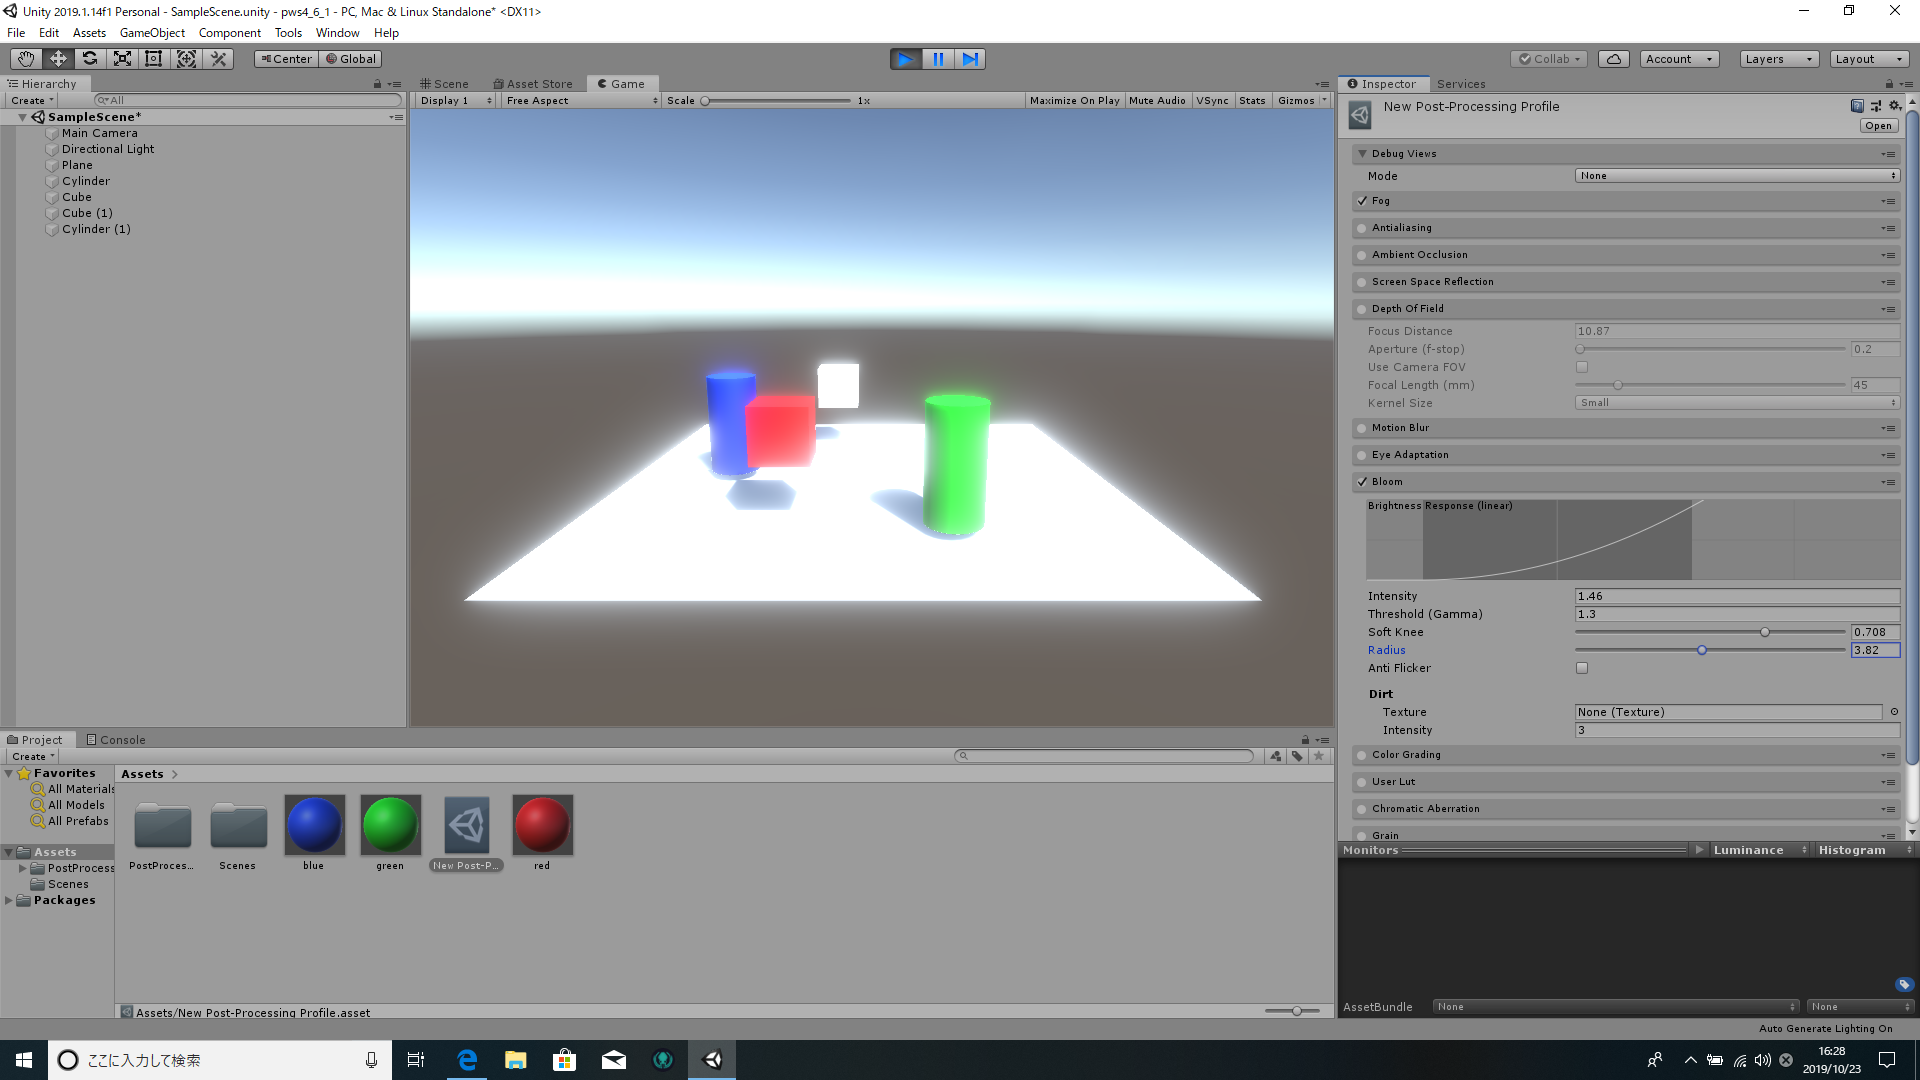 Unity 2019.1.14f1 Personal - SampleScene.unity - pws4_6_1 - PC, Mac & Linux Standalone* <DX11>
File Edit Assets GameObject Component Tools Window Help
Center Global
Collab Account Layers Layout
Hierarchy
Create All
SampleScene*
Main Camera
Directional Light
Plane
Cylinder
Cube
Cube (1)
Cylinder (1)
Scene Asset Store Game
Display 1 Free Aspect Scale 1x Maximize On Play Mute Audio VSync Stats Gizmos
Inspector Services
New Post-Processing Profile
Open
Debug Views
Mode None
Fog
Antialiasing
Ambient Occlusion
Screen Space Reflection
Depth Of Field
Focus Distance 10.87
Aperture (f-stop) 0.2
Use Camera FOV
Focal Length (mm) 45
Kernel Size Small
Motion Blur
Eye Adaptation
Bloom
Brightness Response (linear)
Intensity 1.46
Threshold (Gamma) 1.3
Soft Knee 0.708
Radius 3.82
Anti Flicker
Dirt
Texture None (Texture)
Intensity 3
Color Grading
User Lut
Chromatic Aberration
Grain
Monitors Luminance Histogram
AssetBundle None None
Project Console
Create
Favorites
All Materials
All Models
All Prefabs
Assets
PostProcess
Scenes
Packages
Assets
PostProces... Scenes blue green New Post-P... red
Assets/New Post-Processing Profile.asset
Auto Generate Lighting On
ここに入力して検索
16:28
2019/10/23